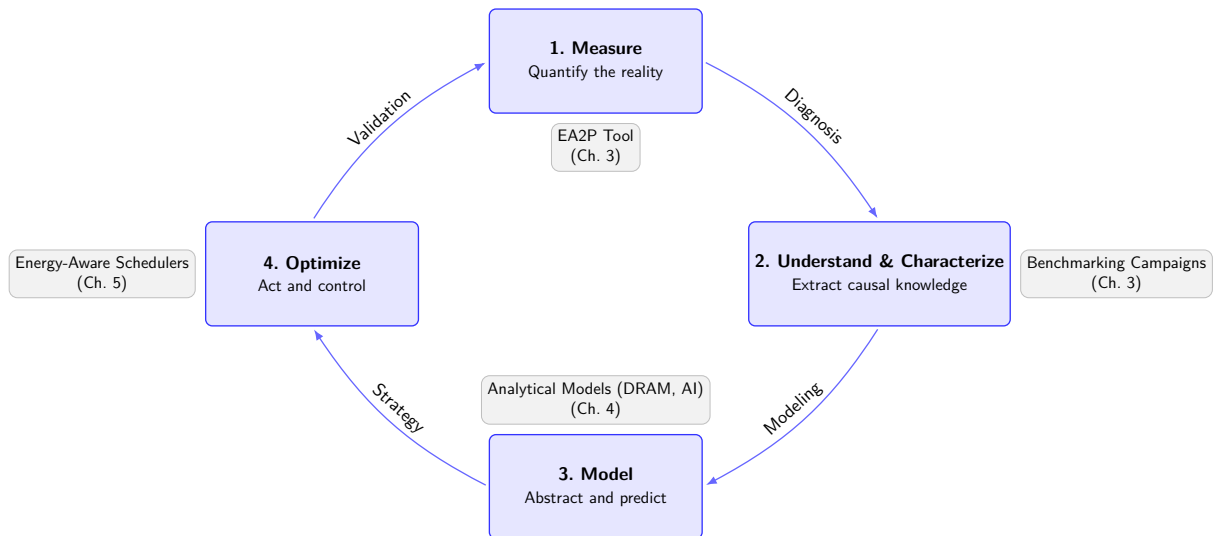 1. Measure
Quantify the reality
EA2P Tool
(Ch. 3)
Diagnosis
2. Understand & Characterize
Extract causal knowledge
Benchmarking Campaigns
(Ch. 3)
Modeling
3. Model
Abstract and predict
Analytical Models (DRAM, AI)
(Ch. 4)
Strategy
4. Optimize
Act and control
Energy-Aware Schedulers
(Ch. 5)
Validation